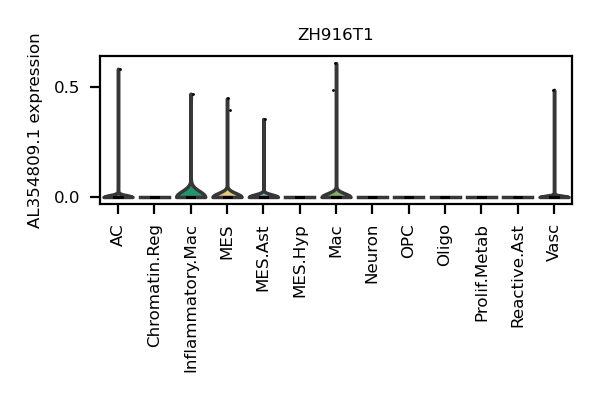 ZH916T1
AL354809.1 expression
0.5
0.0
AC
Chromatin.Reg
Inflammatory.Mac
MES
MES.Ast
MES.Hyp
Mac
Neuron
OPC
Oligo
Prolif.Metab
Reactive.Ast
Vasc